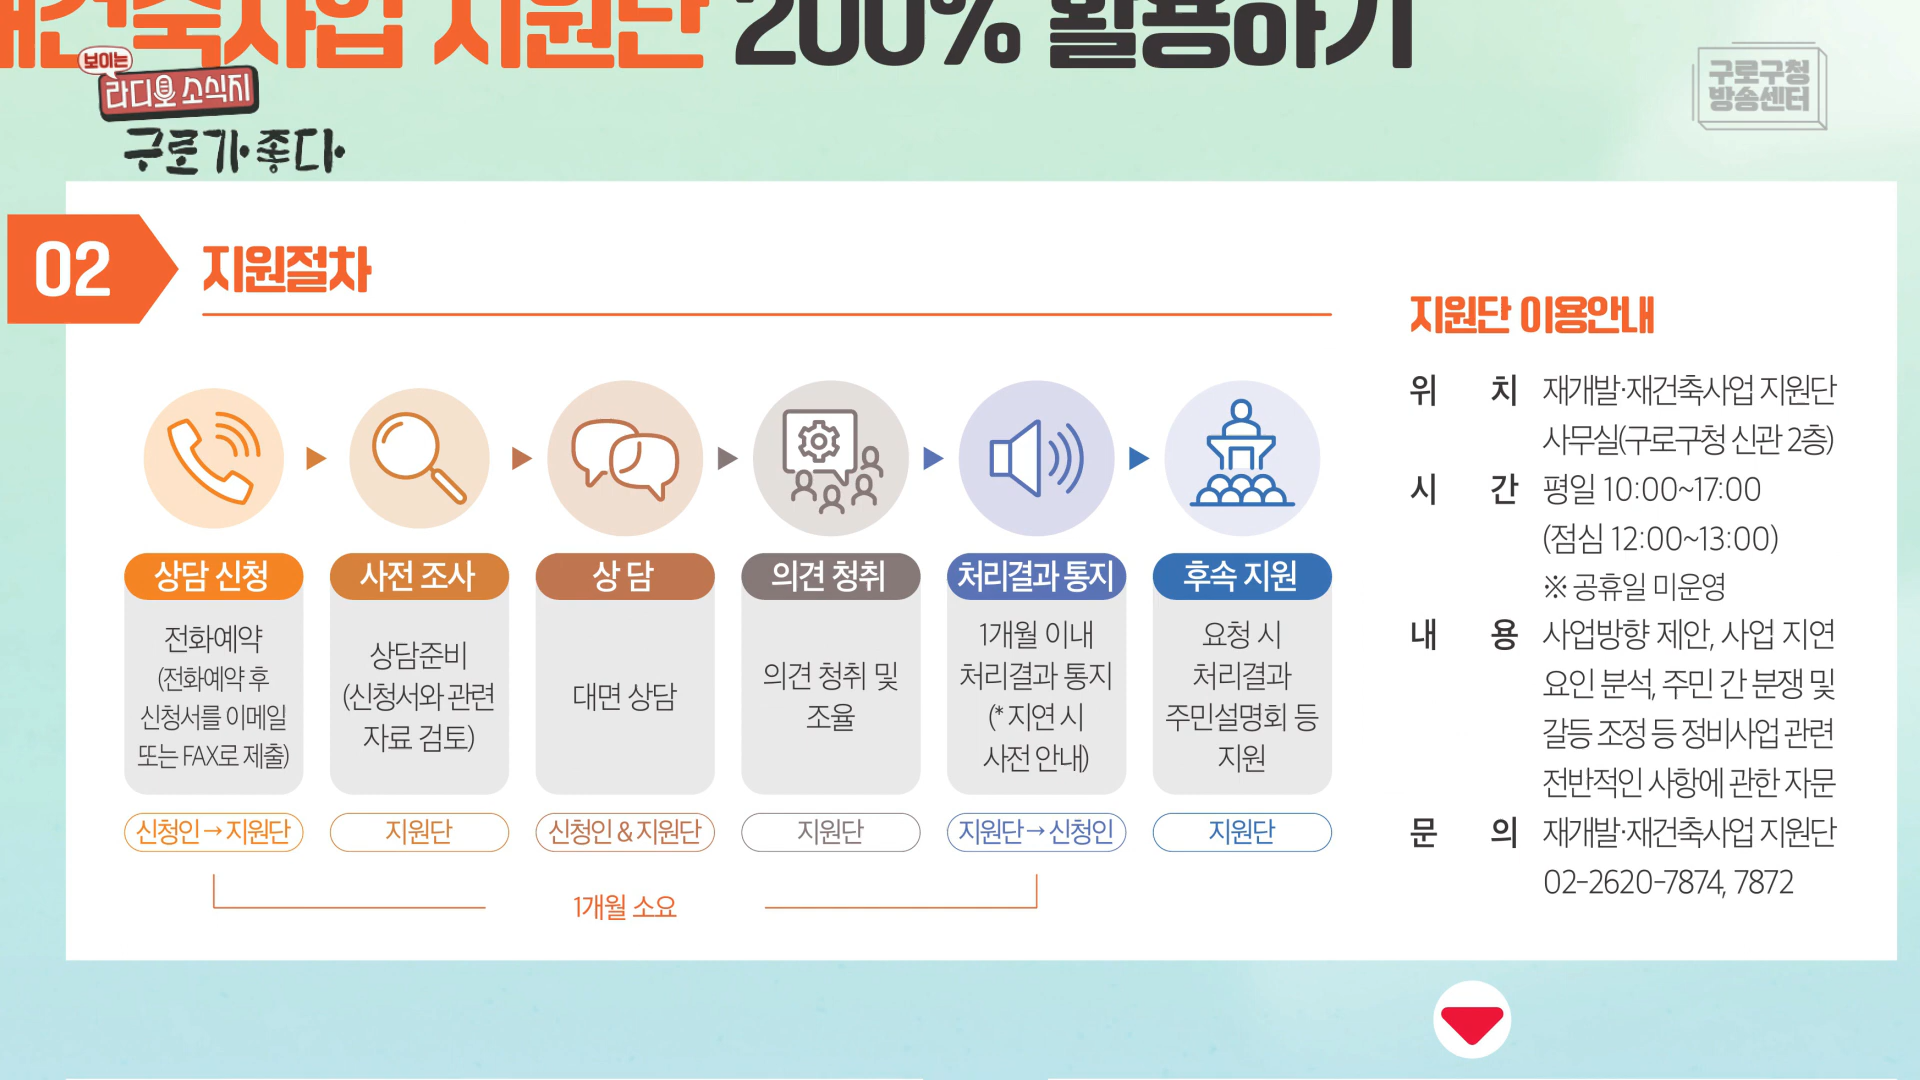 재건축사업 지원단 200% 활용하기
보이는
라디오 소식지
구로가 좋다
구로구청
방송센터
02
지원절차
상담 신청
전화예약
(전화예약 후
신청서를 이메일
또는 FAX로 제출)
신청인→지원단
사전 조사
상담준비
(신청서와 관련
자료 검토)
지원단
상 담
대면 상담
신청인 & 지원단
의견 청취
의견 청취 및
조율
지원단
처리결과 통지
1개월 이내
처리결과 통지
(* 지연 시
사전 안내)
지원단→신청인
후속 지원
요청 시
처리결과
주민설명회 등
지원
지원단
1개월 소요
지원단 이용안내
위 치 재개발·재건축사업 지원단
사무실(구로구청 신관 2층)
시 간 평일 10:00~17:00
(점심 12:00~13:00)
※ 공휴일 미운영
내 용 사업방향 제안, 사업 지연
요인 분석, 주민 간 분쟁 및
갈등 조정 등 정비사업 관련
전반적인 사항에 관한 자문
문 의 재개발·재건축사업 지원단
02-2620-7874, 7872